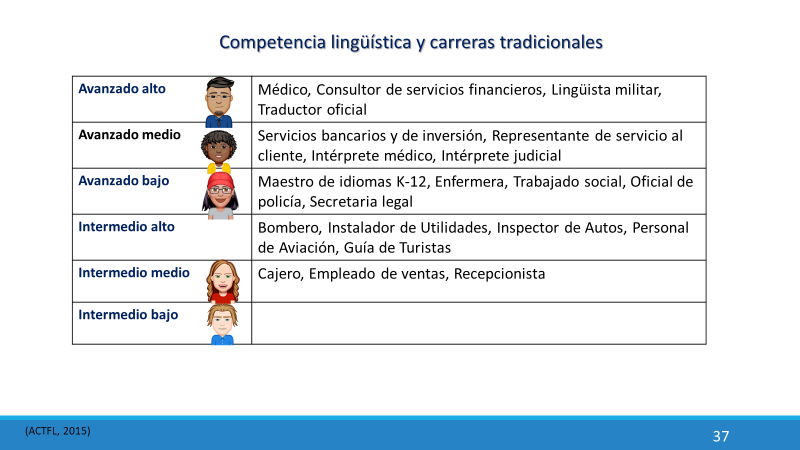 Competencia lingüística y carreras tradicionales
Avanzado alto
Médico, Consultor de servicios financieros, Lingüista militar,
Traductor oficial
Avanzado medio
Servicios bancarios y de inversión, Representante de servicio al
cliente, Intérprete médico, Intérprete judicial
Avanzado bajo
Maestro de idiomas K-12, Enfermera, Trabajado social, Oficial de
policía, Secretaria legal
Intermedio alto
Bombero, Instalador de Utilidades, Inspector de Autos, Personal
de Aviación, Guía de Turistas
Intermedio medio
Cajero, Empleado de ventas, Recepcionista
Intermedio bajo
(ACTFL, 2015)
37